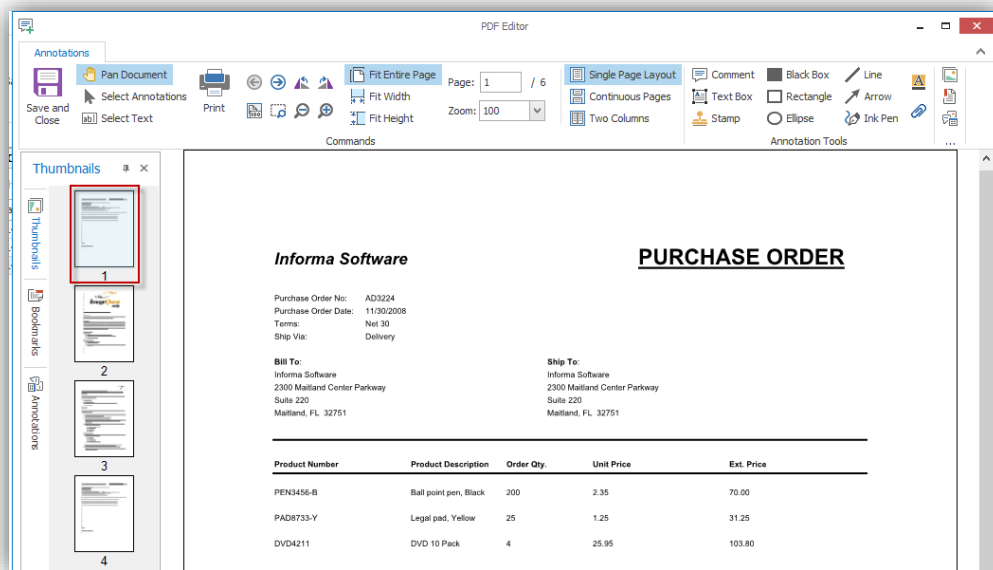 PDF Editor
Annotations
Save and Close
Pan Document
Select Annotations
Select Text
Print
Fit Entire Page
Fit Width
Fit Height
Page: 1 / 6
Zoom: 100
Commands
Single Page Layout
Continuous Pages
Two Columns
Comment
Text Box
Stamp
Black Box
Rectangle
Ellipse
Line
Arrow
Ink Pen
Annotation Tools
...
Thumbnails
Thumbnails
Bookmarks
Annotations
1
2
3
4
Informa Software
PURCHASE ORDER
Purchase Order No: AD3224
Purchase Order Date: 11/30/2008
Terms: Net 30
Ship Via: Delivery
Bill To:
Informa Software
2300 Maitland Center Parkway
Suite 220
Maitland, FL 32751
Ship To:
Informa Software
2300 Maitland Center Parkway
Suite 220
Maitland, FL 32751
Product Number Product Description Order Qty. Unit Price Ext. Price
PEN3456-B Ball point pen, Black 200 2.35 70.00
PAD8733-Y Legal pad, Yellow 25 1.25 31.25
DVD4211 DVD 10 Pack 4 25.95 103.80